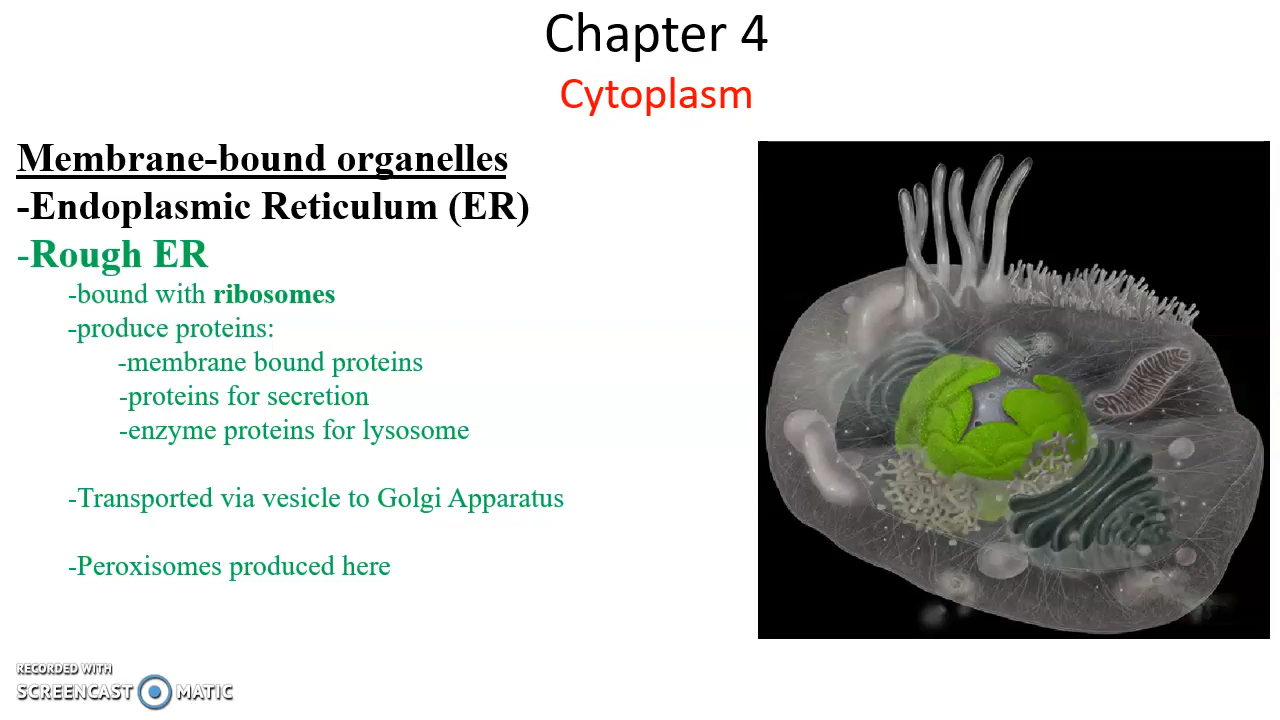 Chapter 4
Cytoplasm
Membrane-bound organelles
-Endoplasmic Reticulum (ER)
-Rough ER
-bound with ribosomes
-produce proteins:
-membrane bound proteins
-proteins for secretion
-enzyme proteins for lysosome
-Transported via vesicle to Golgi Apparatus
-Peroxisomes produced here
RECORDED WITH
SCREENCAST MATIC